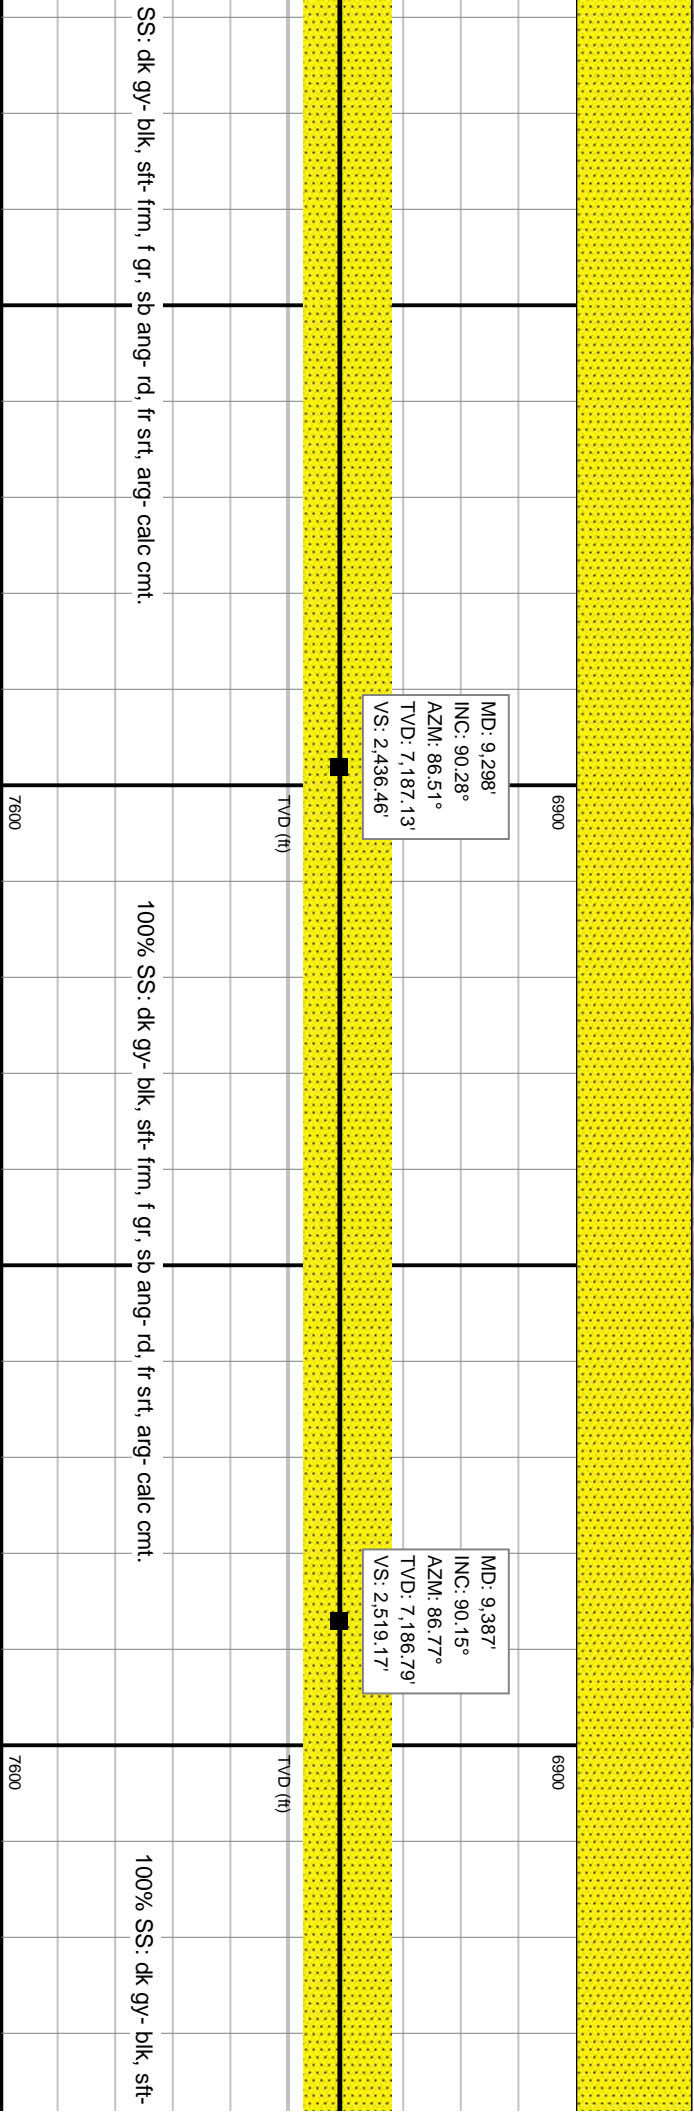 SS: dk gy- blk, sft- frm, f gr, sb ang- rd, fr srt, arg- calc cmt.
MD: 9,298'
INC: 90.28°
AZM: 86.51°
TVD: 7,187.13'
VS: 2,436.46'
6900
TVD (ft)
7600
100% SS: dk gy- blk, sft- frm, f gr, sb ang- rd, fr srt, arg- calc cmt.
MD: 9,387'
INC: 90.15°
AZM: 86.77°
TVD: 7,186.79'
VS: 2,519.17'
6900
TVD (ft)
7600
100% SS: dk gy- blk, sft-